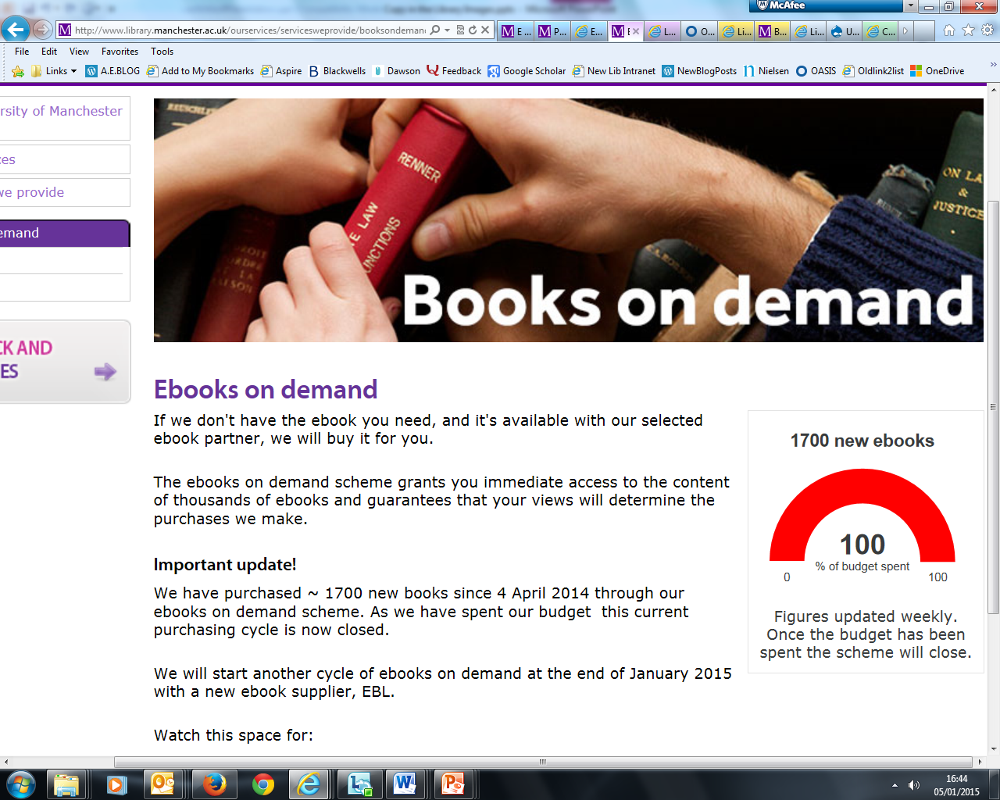 McAfee
http://www.library.manchester.ac.uk/ourservices/servicesweprovide/booksondeman
E ... P... E... E L... O... Li... B... Li... U... C...
File Edit View Favorites Tools
Links A.E.BLOG Add to My Bookmarks Aspire Blackwells Dawson Feedback Google Scholar New Lib Intranet NewBlogPosts Nielsen OASIS Oldlink2list OneDrive
rsity of Manchester
ces
we provide
emand
CK AND
ES
RENNER
TE LAW
UNCTIONS
ON LA
&
JUSTICE
Books on demand
Ebooks on demand
If we don't have the ebook you need, and it's available with our selected
ebook partner, we will buy it for you.
The ebooks on demand scheme grants you immediate access to the content
of thousands of ebooks and guarantees that your views will determine the
purchases we make.
Important update!
We have purchased ~ 1700 new books since 4 April 2014 through our
ebooks on demand scheme. As we have spent our budget this current
purchasing cycle is now closed.
We will start another cycle of ebooks on demand at the end of January 2015
with a new ebook supplier, EBL.
Watch this space for:
1700 new ebooks
100
% of budget spent
0 100
Figures updated weekly.
Once the budget has been
spent the scheme will close.
16:44
05/01/2015